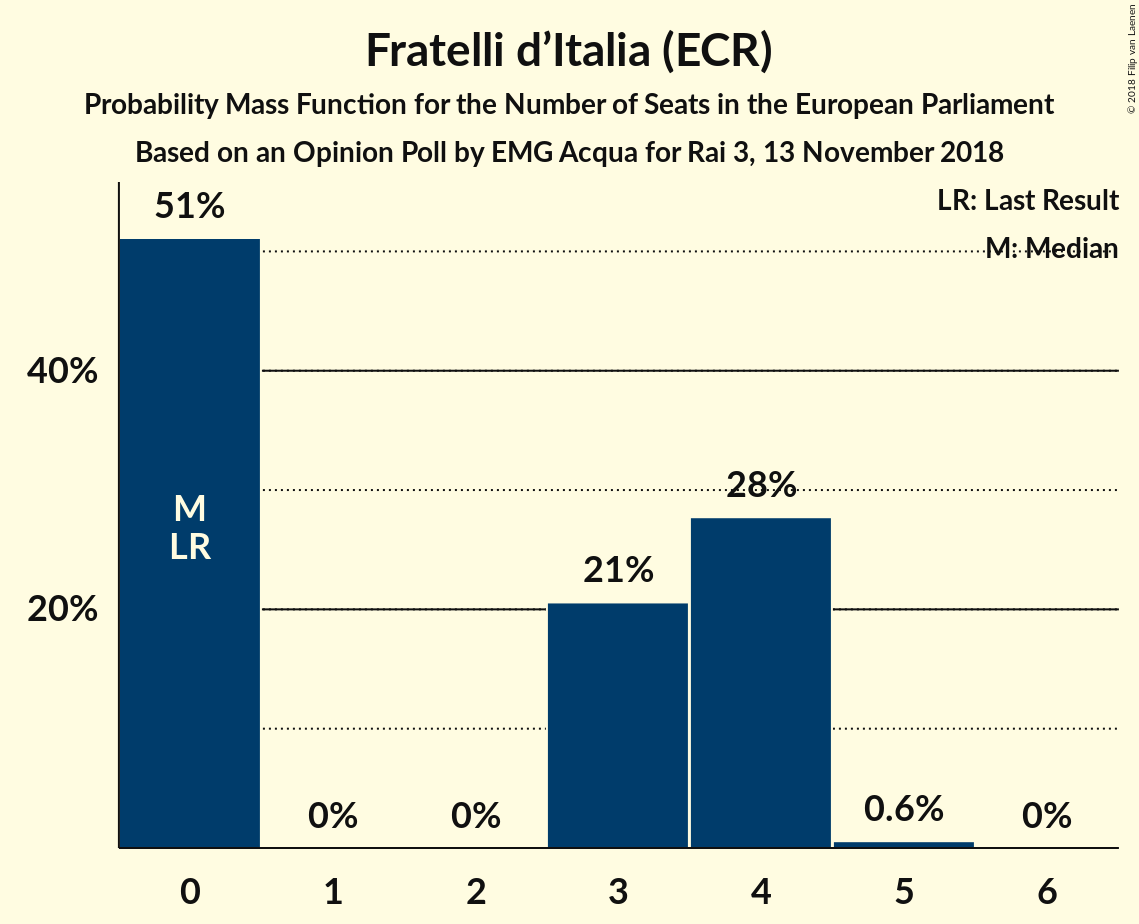 Fratelli d’Italia (ECR)
Probability Mass Function for the Number of Seats in the European Parliament
Based on an Opinion Poll by EMG Acqua for Rai 3, 13 November 2018
© 2018 Filip van Laenen
LR: Last Result
M: Median
51%
40%
28%
21%
20%
M
LR
0%
0%
0.6%
0%
0
1
2
3
4
5
6